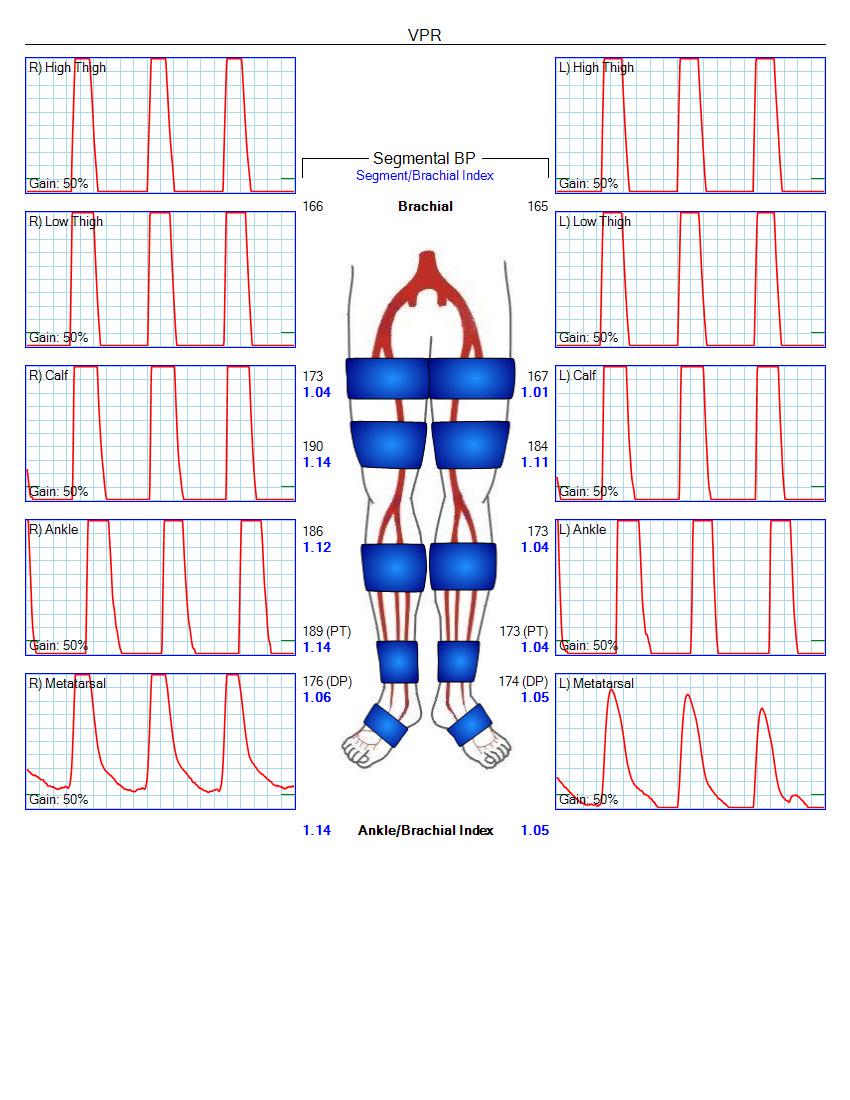 VPR
R) High Thigh
Gain: 50%
L) High Thigh
Gain: 50%
Segmental BP
Segment/Brachial Index
166 Brachial 165
R) Low Thigh
Gain: 50%
L) Low Thigh
Gain: 50%
R) Calf
Gain: 50%
173 167
1.04 1.01
190 184
1.14 1.11
L) Calf
Gain: 50%
R) Ankle
Gain: 50%
186 173
1.12 1.04
189 (PT) 173 (PT)
1.14 1.04
L) Ankle
Gain: 50%
R) Metatarsal
Gain: 50%
176 (DP) 174 (DP)
1.06 1.05
L) Metatarsal
Gain: 50%
1.14 Ankle/Brachial Index 1.05